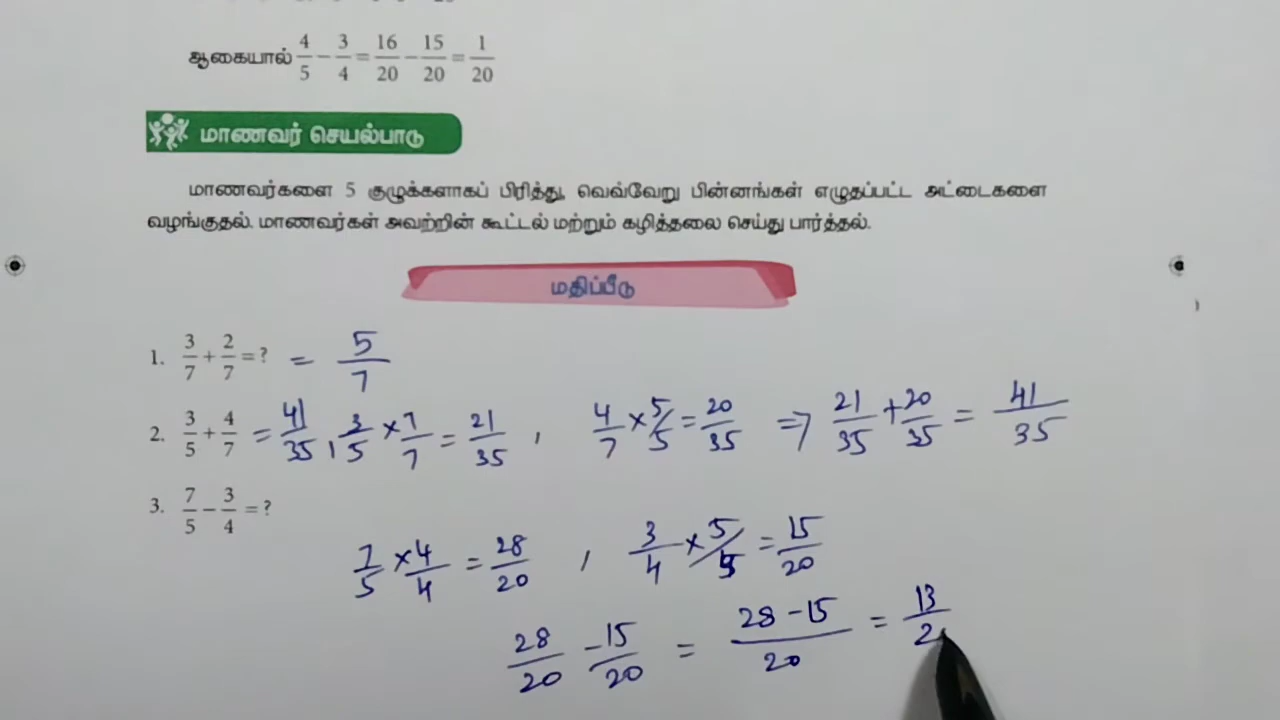 ஆகையால் 4/5 − 3/4 = 16/20 − 15/20 = 1/20
மாணவர் செயல்பாடு
மாணவர்களை 5 குழுக்களாகப் பிரித்து, வெவ்வேறு பின்னங்கள் எழுதப்பட்ட அட்டைகளை
வழங்குதல். மாணவர்கள் அவற்றின் கூட்டல் மற்றும் கழித்தலை செய்து பார்த்தல்.
மதிப்பீடு
1. 3/7 + 2/7 = ? = 5/7
2. 3/5 + 4/7 = 41/35 , 3/5 × 7/7 = 21/35 , 4/7 × 5/5 = 20/35 ⇒ 21/35 + 20/35 = 41/35
3. 7/5 − 3/4 = ?
7/5 × 4/4 = 28/20 , 3/4 × 5/5 = 15/20
28/20 − 15/20 = 28 − 15/20 = 13/2